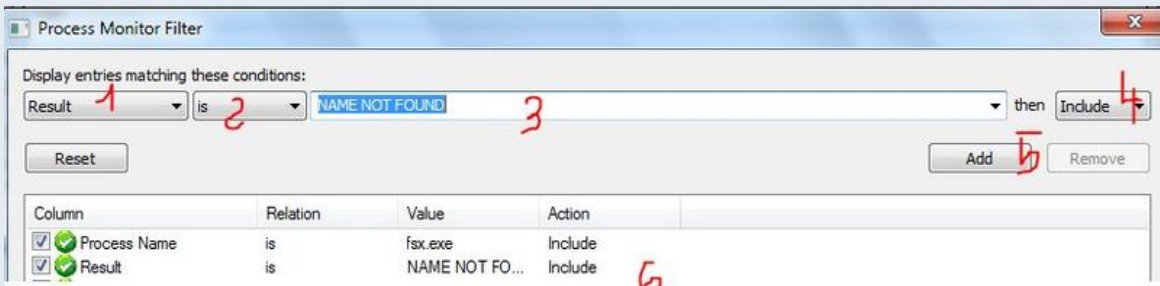 Process Monitor Filter
Display entries matching these conditions:
Result 1 is 2 NAME NOT FOUND 3 then Include 4
Reset Add 5 Remove
Column Relation Value Action
Process Name is fsx.exe Include
Result is NAME NOT FO... Include